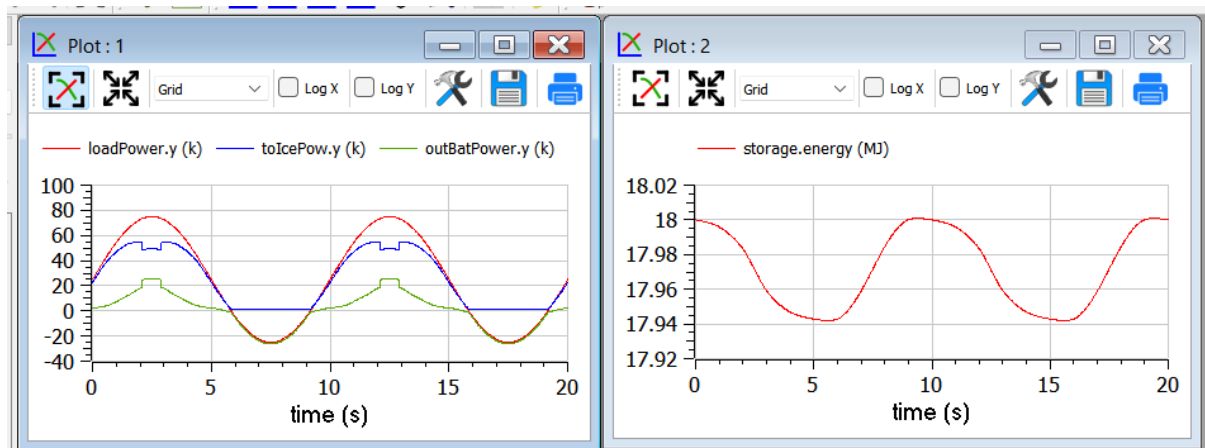 Plot : 1
Grid Log X Log Y
loadPower.y (k) toIcePow.y (k) outBatPower.y (k)
100
80
60
40
20
0
-20
-40
0 5 10 15 20
time (s)
Plot : 2
Grid Log X Log Y
storage.energy (MJ)
18.02
18
17.98
17.96
17.94
17.92
0 5 10 15 20
time (s)